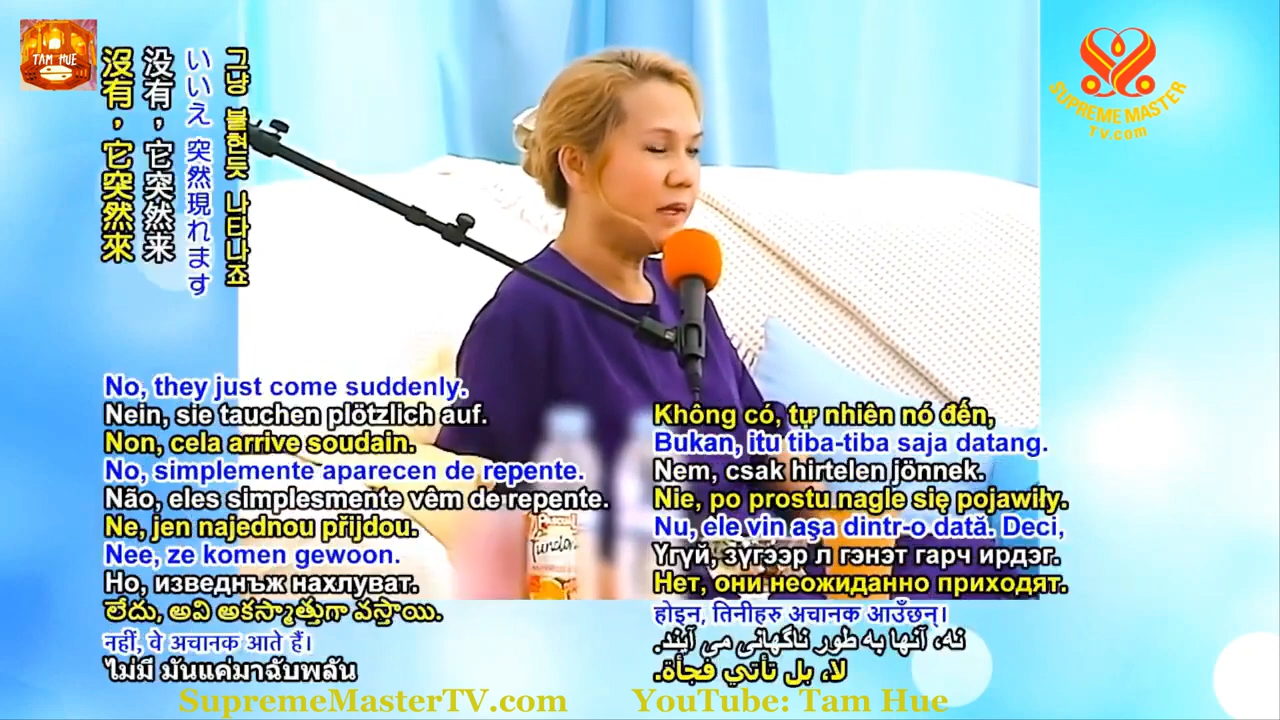 TAM HUE
沒有，它突然來
没有，它突然来
いいえ 突然現れます
그냥 불현듯 나타나죠
SUPREME MASTER
TV.com
No, they just come suddenly.
Nein, sie tauchen plötzlich auf.
Non, cela arrive soudain.
No, simplemente aparecen de repente.
Não, eles simplesmente vêm de repente.
Ne, jen najednou přijdou.
Nee, ze komen gewoon.
Но, изведнъж нахлуват.
లేదు, అవి అకస్మాత్తుగా వస్తాయి.
नहीं, वे अचानक आते हैं।
ไม่มี มันแค่มาฉับพลัน
Không có, tự nhiên nó đến,
Bukan, itu tiba-tiba saja datang.
Nem, csak hirtelen jönnek.
Nie, po prostu nagle się pojawiły.
Nu, ele vin aşa dintr-o dată. Deci,
Үгүй, зүгээр л гэнэт гарч ирдэг.
Нет, они неожиданно приходят.
होइन, तिनीहरु अचानक आउँछन्।
نه، آنها به طور ناگهانی می آیند.
لا، بل تأتي فجأة.
SupremeMasterTV.com
YouTube: Tam Hue